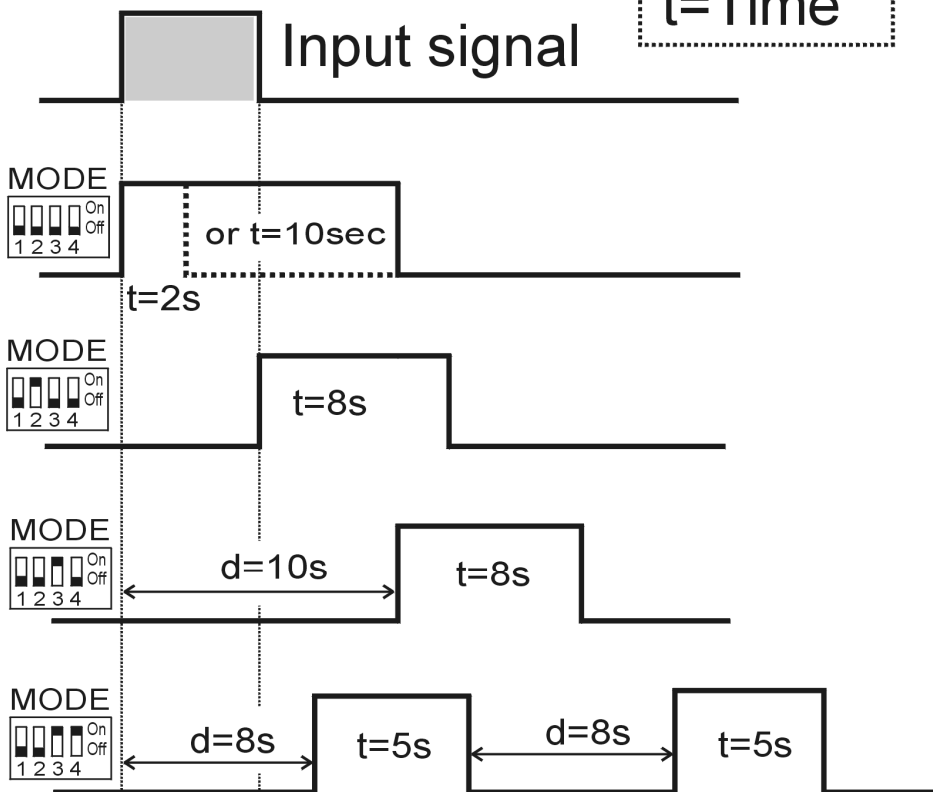 t=Time
Input signal
MODE
On
Off
1 2 3 4
or t=10sec
t=2s
MODE
On
Off
1 2 3 4
t=8s
MODE
On
Off
1 2 3 4
d=10s
t=8s
MODE
On
Off
1 2 3 4
d=8s
t=5s
d=8s
t=5s